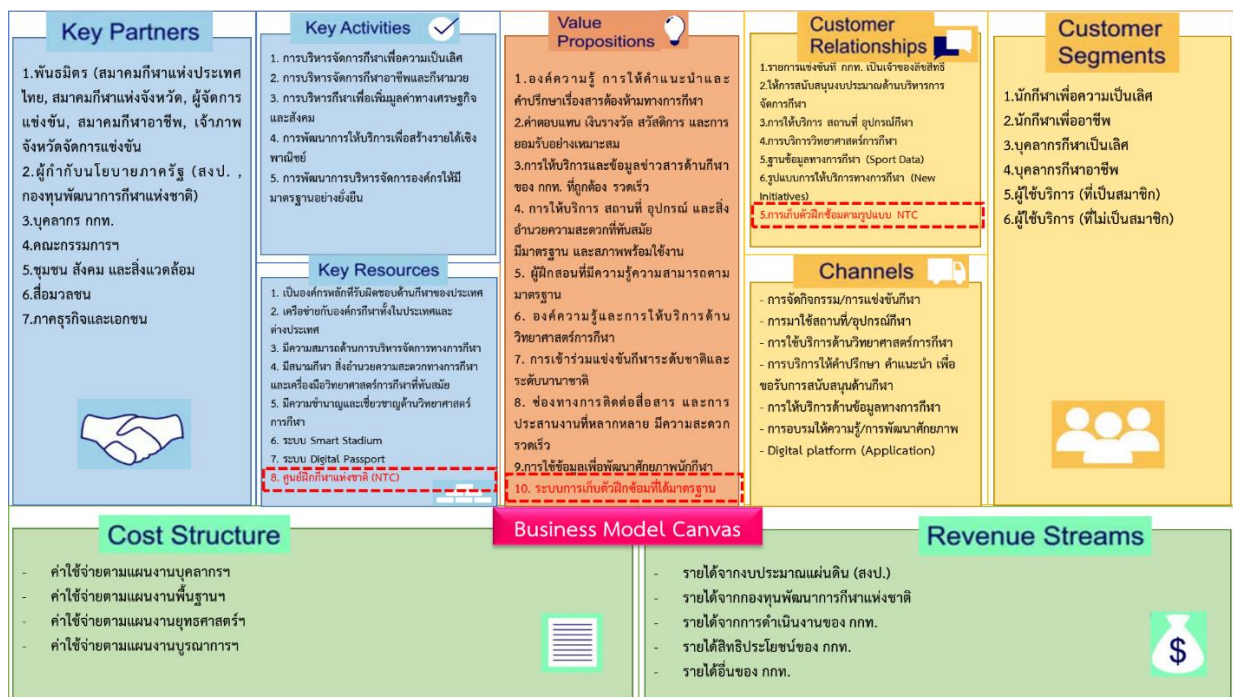 Key Partners
1.พันธมิตร (สมาคมกีฬาแห่งประเทศ
ไทย, สมาคมกีฬาแห่งจังหวัด, ผู้จัดการ
แข่งขัน, สมาคมกีฬาอาชีพ, เจ้าภาพ
จังหวัดจัดการแข่งขัน
2.ผู้กำกับนโยบายภาครัฐ (สงป. ,
กองทุนพัฒนาการกีฬาแห่งชาติ)
3.บุคลากร กกท.
4.คณะกรรมการฯ
5.ชุมชน สังคม และสิ่งแวดล้อม
6.สื่อมวลชน
7.ภาคธุรกิจและเอกชน
Key Activities
1. การบริหารจัดการกีฬาเพื่อความเป็นเลิศ
2. การบริหารจัดการกีฬาอาชีพและกีฬามวย
3. การบริหารกีฬาเพื่อเพิ่มมูลค่าทางเศรษฐกิจ
และสังคม
4. การพัฒนาการให้บริการเพื่อสร้างรายได้เชิง
พาณิชย์
5. การพัฒนาการบริหารจัดการองค์กรให้มี
มาตรฐานอย่างยั่งยืน
Key Resources
1. เป็นองค์กรหลักที่รับผิดชอบด้านกีฬาของประเทศ
2. เครือข่ายกับองค์กรกีฬาทั้งในประเทศและ
ต่างประเทศ
3. มีความสมารถด้านการบริหารจัดการทางการกีฬา
4. มีสนามกีฬา สิ่งอำนวยความสะดวกทางการกีฬา
และเครื่องมือวิทยาศาสตร์การกีฬาที่ทันสมัย
5. มีความชำนาญและเชี่ยวชาญด้านวิทยาศาสตร์
การกีฬา
6. ระบบ Smart Stadium
7. ระบบ Digital Passport
8. ศูนย์ฝึกกีฬาแห่งชาติ (NTC)
Value
Propositions
1.องค์ความรู้ การให้คำแนะนำและ
คำปรึกษาเรื่องสารต้องห้ามทางการกีฬา
2.ค่าตอบแทน เงินรางวัล สวัสดิการ และการ
ยอมรับอย่างเหมาะสม
3.การให้บริการและข้อมูลข่าวสารด้านกีฬา
ของ กกท. ที่ถูกต้อง รวดเร็ว
4. การให้บริการ สถานที่ อุปกรณ์ และสิ่ง
อำนวยความสะดวกที่ทันสมัย
มีมาตรฐาน และสภาพพร้อมใช้งาน
5. ผู้ฝึกสอนที่มีความรู้ความสามารถตาม
มาตรฐาน
6. องค์ความรู้และการให้บริการด้าน
วิทยาศาสตร์การกีฬา
7. การเข้าร่วมแข่งขันกีฬาระดับชาติและ
ระดับนานาชาติ
8. ช่องทางการติดต่อสื่อสาร และการ
ประสานงานที่หลากหลาย มีความสะดวก
รวดเร็ว
9.การใช้ข้อมูลเพื่อพัฒนาศักยภาพนักกีฬา
10. ระบบการเก็บตัวฝึกซ้อมที่ได้มาตรฐาน
Customer
Relationships
1.รายการแข่งขันที่ กกท. เป็นเจ้าของลิขสิทธิ์
2.ให้การสนับสนุนงบประมาณด้านบริหารการ
จัดการกีฬา
3.การให้บริการ สถานที่ อุปกรณ์กีฬา
4.การบริการวิทยาศาสตร์การกีฬา
5.ฐานข้อมูลทางการกีฬา (Sport Data)
6.รูปแบบการให้บริการทางการกีฬา (New
Initiatives)
5.การเก็บตัวฝึกซ้อมตามรูปแบบ NTC
Channels
- การจัดกิจกรรม/การแข่งขันกีฬา
- การมาใช้สถานที่/อุปกรณ์กีฬา
- การใช้บริการด้านวิทยาศาสตร์การกีฬา
- การบริการให้คำปรึกษา คำแนะนำ เพื่อ
ขอรับการสนับสนุนด้านกีฬา
- การให้บริการด้านข้อมูลทางการกีฬา
- การอบรมให้ความรู้/การพัฒนาศักยภาพ
- Digital platform (Application)
Customer
Segments
1.นักกีฬาเพื่อความเป็นเลิศ
2.นักกีฬาเพื่ออาชีพ
3.บุคลากรกีฬาเป็นเลิศ
4.บุคลากรกีฬาอาชีพ
5.ผู้ใช้บริการ (ที่เป็นสมาชิก)
6.ผู้ใช้บริการ (ที่ไม่เป็นสมาชิก)
Business Model Canvas
Cost Structure
- ค่าใช้จ่ายตามแผนงานบุคลากรฯ
- ค่าใช้จ่ายตามแผนงานพื้นฐานฯ
- ค่าใช้จ่ายตามแผนงานยุทธศาสตร์ฯ
- ค่าใช้จ่ายตามแผนงานบูรณาการฯ
Revenue Streams
- รายได้จากงบประมาณแผ่นดิน (สงป.)
- รายได้จากกองทุนพัฒนาการกีฬาแห่งชาติ
- รายได้จากการดำเนินงานของ กกท.
- รายได้สิทธิประโยชน์ของ กกท.
- รายได้อื่นของ กกท.
$